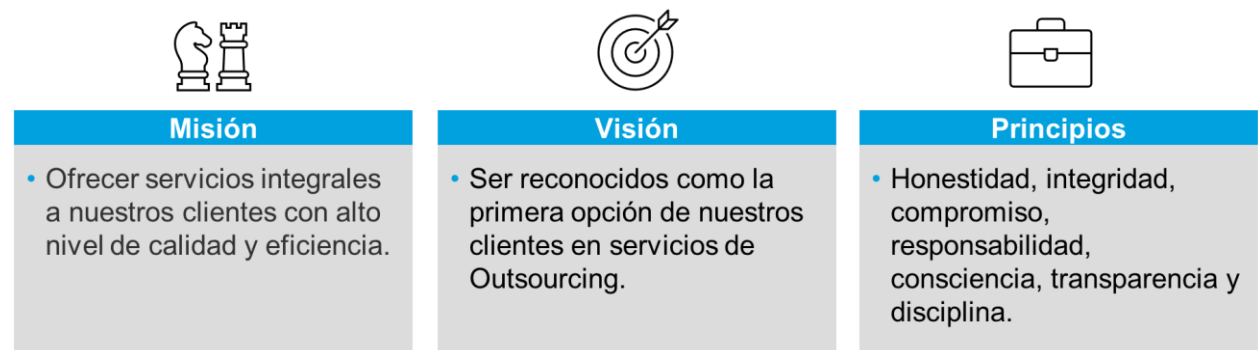 Misión
• Ofrecer servicios integrales
a nuestros clientes con alto
nivel de calidad y eficiencia.
Visión
• Ser reconocidos como la
primera opción de nuestros
clientes en servicios de
Outsourcing.
Principios
• Honestidad, integridad,
compromiso,
responsabilidad,
consciencia, transparencia y
disciplina.